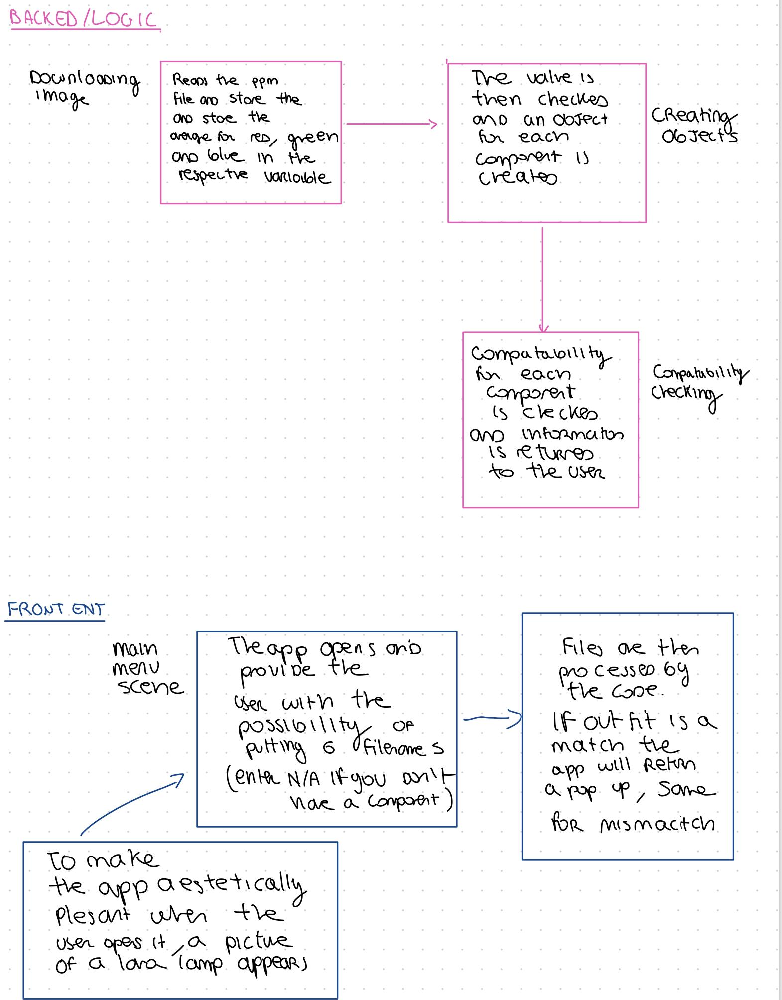 BACKED/LOGIC
Downloading
image
Reads the ppm
file and store the
and stoe the
average for red, green
and blue in the
respective varioible
The value is
then checked
and an object
for each
component is
created
Creating
objects
Compatability
for each
component
is checked
and information
is returned
to the user
Compatability
checking
FRONT ENT
main
menu
scene
The app opens and
provide the
user with the
possibility of
putting 6 filenames
(enter N/A if you don't
have a component)
Files are then
processed by
the code.
If outfit is a
match the
app will return
a pop up, same
for mismacitch
To make
the app aestetically
plesant when the
user opens it, a picture
of a lava lamp appears